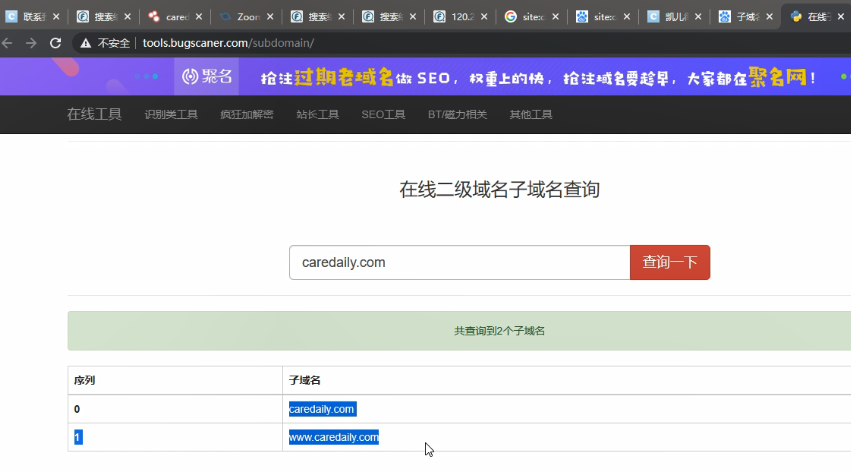 联系
搜索
cared
Zoom
搜索
搜索
120.2
site:c
site:c
凯儿
子域名
在线
不安全 tools.bugscaner.com/subdomain/
聚名 抢注过期老域名做 SEO，权重上的快，抢注域名要趁早，大家都在聚名网！
在线工具 识别类工具 疯狂加解密 站长工具 SEO工具 BT/磁力相关 其他工具
在线二级域名子域名查询
caredaily.com 查询一下
共查询到2个子域名
序列 子域名
0 caredaily.com
1 www.caredaily.com